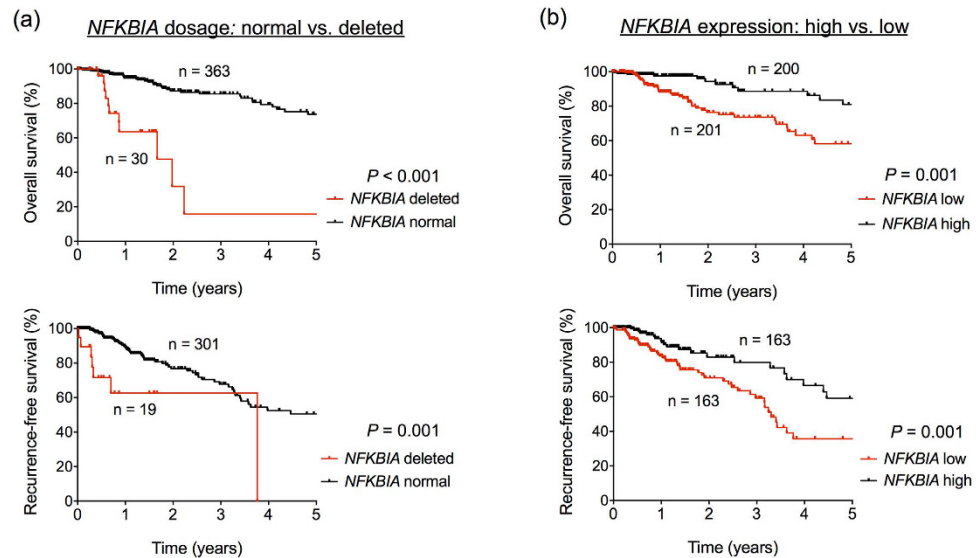 (a)
NFKBIA dosage: normal vs. deleted
Overall survival (%)
100
80
60
40
20
0
n = 363
n = 30
P < 0.001
NFKBIA deleted
NFKBIA normal
0 1 2 3 4 5
Time (years)
Recurrence-free survival (%)
100
80
60
40
20
0
n = 301
n = 19
P = 0.001
NFKBIA deleted
NFKBIA normal
0 1 2 3 4 5
Time (years)
(b)
NFKBIA expression: high vs. low
Overall survival (%)
100
80
60
40
20
0
n = 200
n = 201
P = 0.001
NFKBIA low
NFKBIA high
0 1 2 3 4 5
Time (years)
Recurrence-free survival (%)
100
80
60
40
20
0
n = 163
n = 163
P = 0.001
NFKBIA low
NFKBIA high
0 1 2 3 4 5
Time (years)